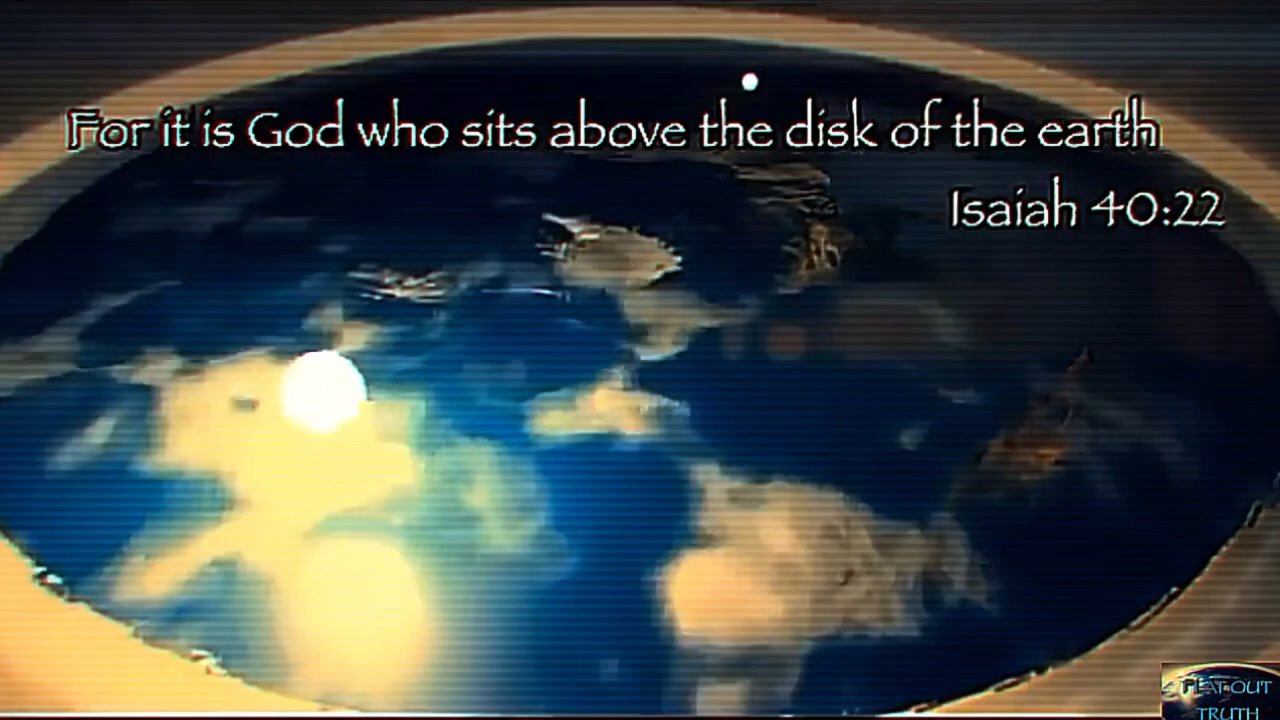 For it is God who sits above the disk of the earth
Isaiah 40:22
FLAT OUT
TRUTH